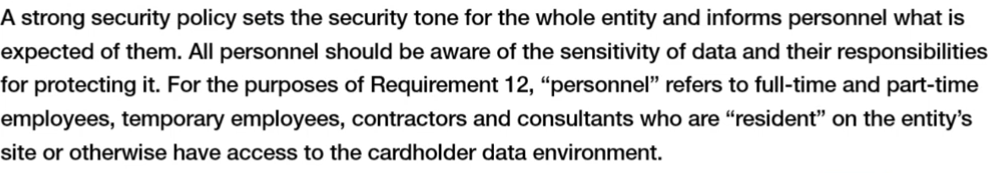 A strong security policy sets the security tone for the whole entity and informs personnel what is
expected of them. All personnel should be aware of the sensitivity of data and their responsibilities
for protecting it. For the purposes of Requirement 12, “personnel” refers to full-time and part-time
employees, temporary employees, contractors and consultants who are “resident” on the entity’s
site or otherwise have access to the cardholder data environment.